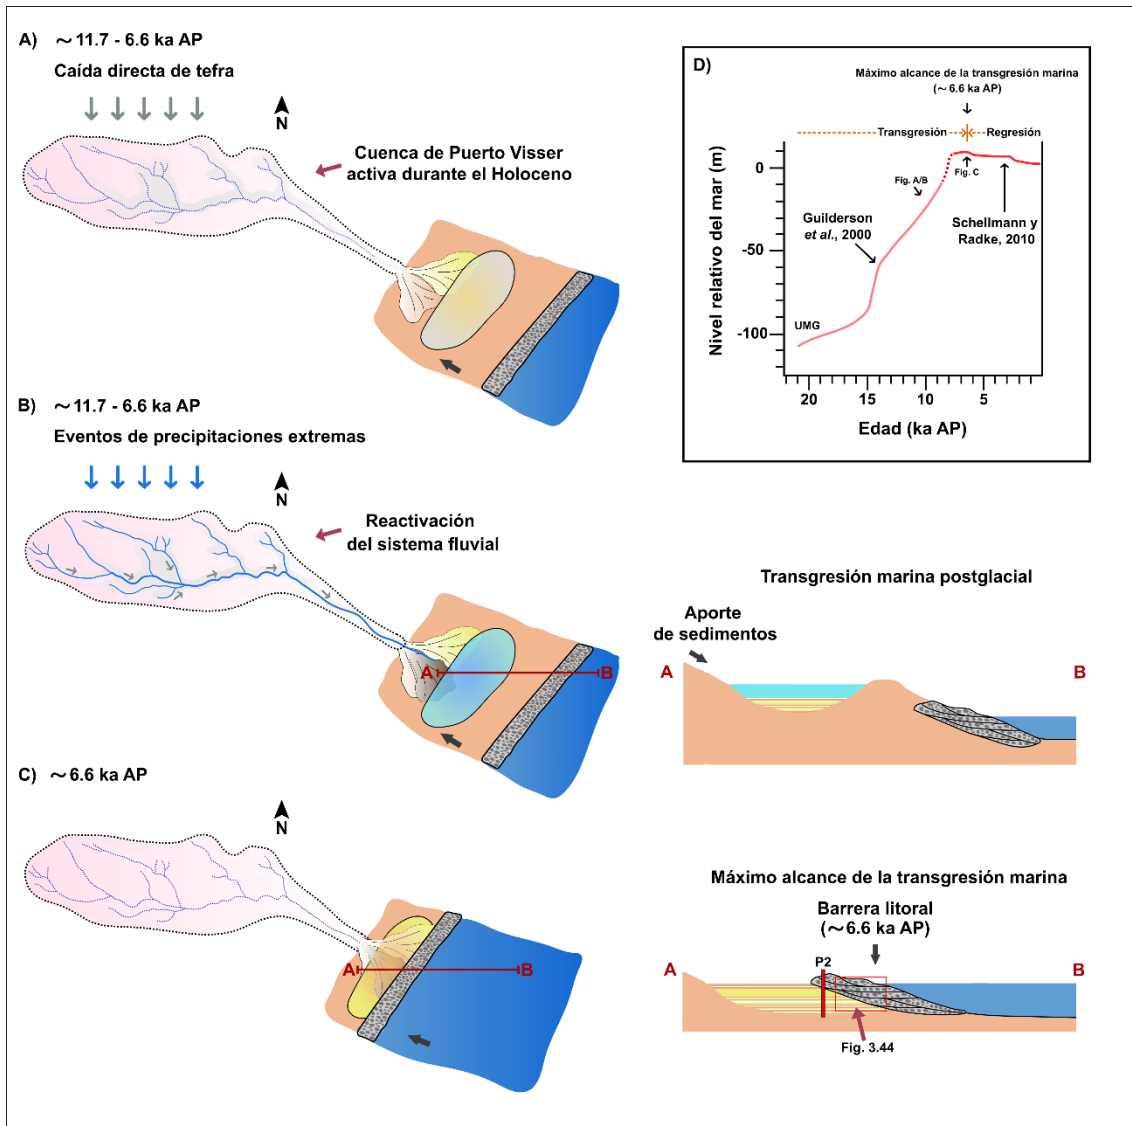 A) ~ 11.7 - 6.6 ka AP
Caída directa de tefra
N
Cuenca de Puerto Visser
activa durante el Holoceno
D)
Máximo alcance de la transgresión marina
(~ 6.6 ka AP)
Transgresión
Regresión
Nivel relativo del mar (m)
0
-50
-100
Fig. A/B
Fig. C
Guilderson
et al., 2000
Schellmann y
Radke, 2010
UMG
20
15
10
5
Edad (ka AP)
B) ~ 11.7 - 6.6 ka AP
Eventos de precipitaciones extremas
N
Reactivación
del sistema fluvial
A
B
Transgresión marina postglacial
Aporte
de sedimentos
A
B
C) ~ 6.6 ka AP
N
A
B
Máximo alcance de la transgresión marina
Barrera litoral
(~ 6.6 ka AP)
P2
A
B
Fig. 3.44